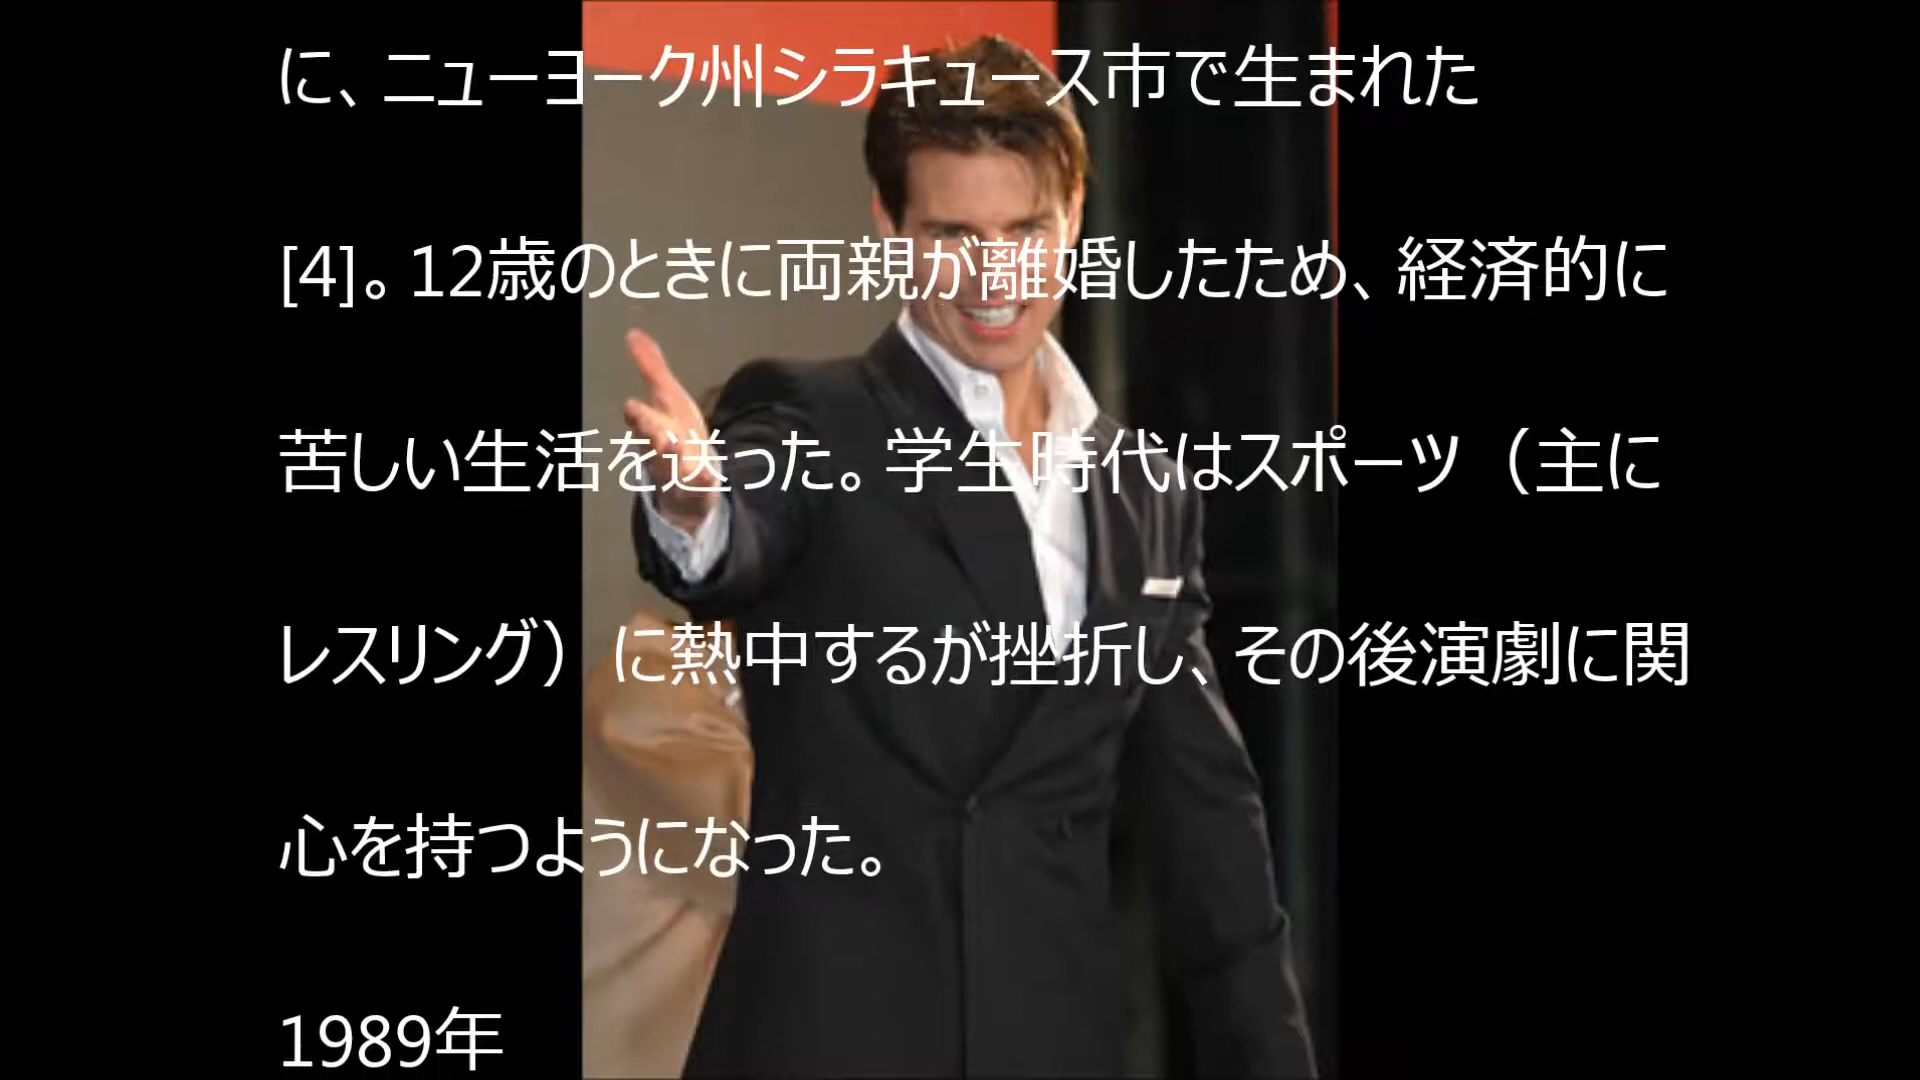 に、ニューヨーク州シラキュース市で生まれた
[4]。12歳のときに両親が離婚したため、経済的に
苦しい生活を送った。学生時代はスポーツ（主に
レスリング）に熱中するが挫折し、その後演劇に関
心を持つようになった。
1989年